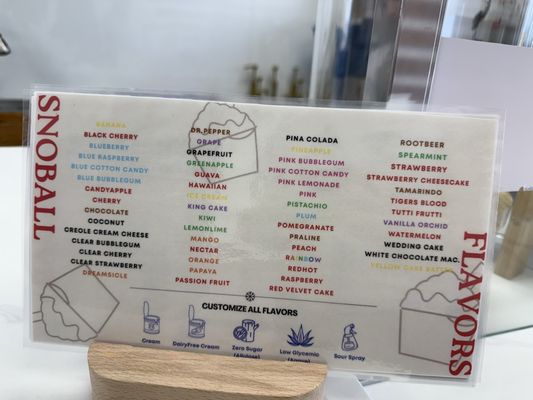 SNOBALL
BANANA
BLACK CHERRY
BLUEBERRY
BLUE RASPBERRY
BLUE COTTON CANDY
BLUE BUBBLEGUM
CANDYAPPLE
CHERRY
CHOCOLATE
COCONUT
CREOLE CREAM CHEESE
CLEAR BUBBLEGUM
CLEAR CHERRY
CLEAR STRAWBERRY
DREAMSICLE
DR.PEPPER
GRAPE
GRAPEFRUIT
GREENAPPLE
GUAVA
HAWAIIAN
ICE CREAM
KING CAKE
KIWI
LEMONLIME
MANGO
NECTAR
ORANGE
PAPAYA
PASSION FRUIT
PINA COLADA
PINEAPPLE
PINK BUBBLEGUM
PINK COTTON CANDY
PINK LEMONADE
PINK
PISTACHIO
PLUM
POMEGRANATE
PRALINE
PEACH
RAINBOW
REDHOT
RASPBERRY
RED VELVET CAKE
ROOTBEER
SPEARMINT
STRAWBERRY
STRAWBERRY CHEESECAKE
TAMARINDO
TIGERS BLOOD
TUTTI FRUTTI
VANILLA ORCHID
WATERMELON
WEDDING CAKE
WHITE CHOCOLATE MAC.
YELLOW CAKE BATTER
FLAVORS
CUSTOMIZE ALL FLAVORS
Cream
DairyFree Cream
Zero Sugar
(Allulose)
Low Glycemic
(Agave)
Sour Spray